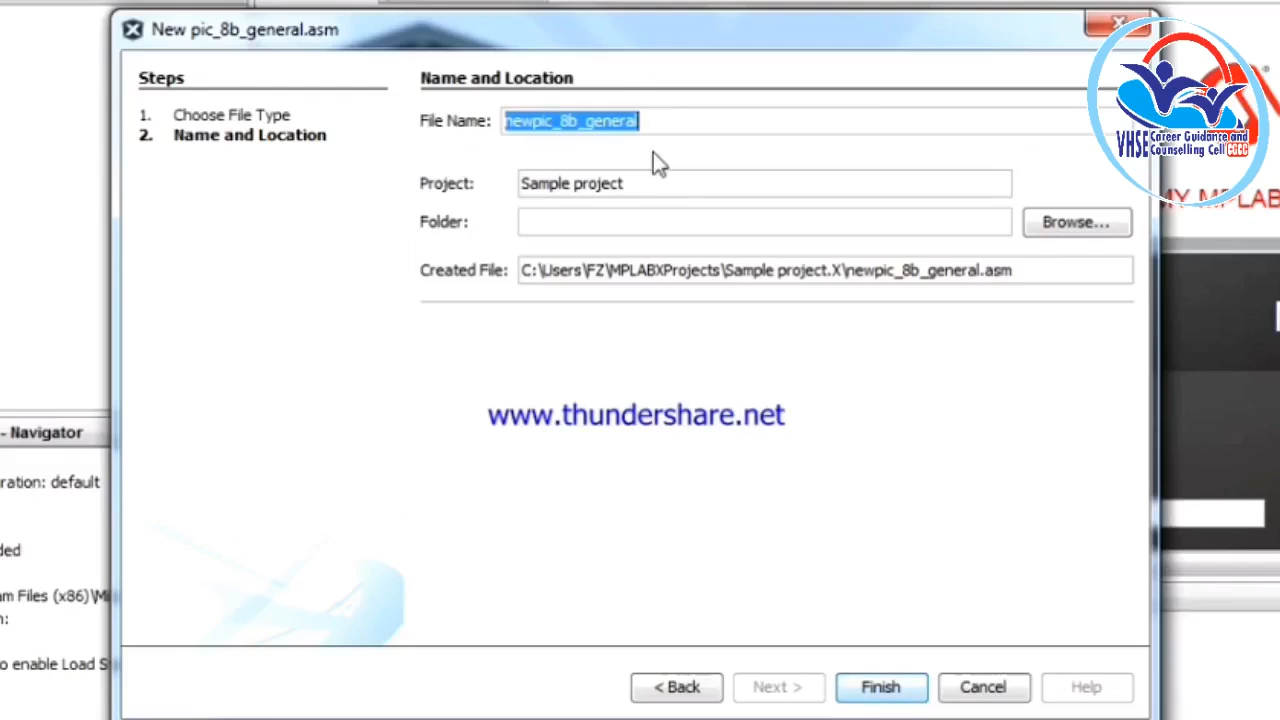 New pic_8b_general.asm
Steps
1. Choose File Type
2. Name and Location
Name and Location
File Name: newpic_8b_general
Project: Sample project
Folder:
Browse...
Created File: C:\Users\FZ\MPLABXProjects\Sample project.X\newpic_8b_general.asm
www.thundershare.net
< Back
Next >
Finish
Cancel
Help
- Navigator
ration: default
ded
am Files (x86)\Mi
n:
o enable Load S
VHSE Career Guidance and
Counselling Cell CGCC
MY MPLAB